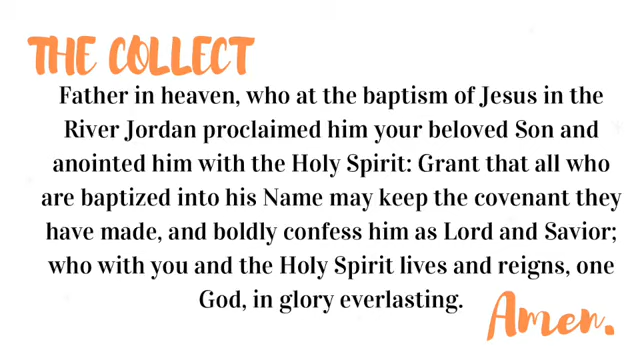 THE COLLECT
Father in heaven, who at the baptism of Jesus in the
River Jordan proclaimed him your beloved Son and
anointed him with the Holy Spirit: Grant that all who
are baptized into his Name may keep the covenant they
have made, and boldly confess him as Lord and Savior;
who with you and the Holy Spirit lives and reigns, one
God, in glory everlasting.
Amen.